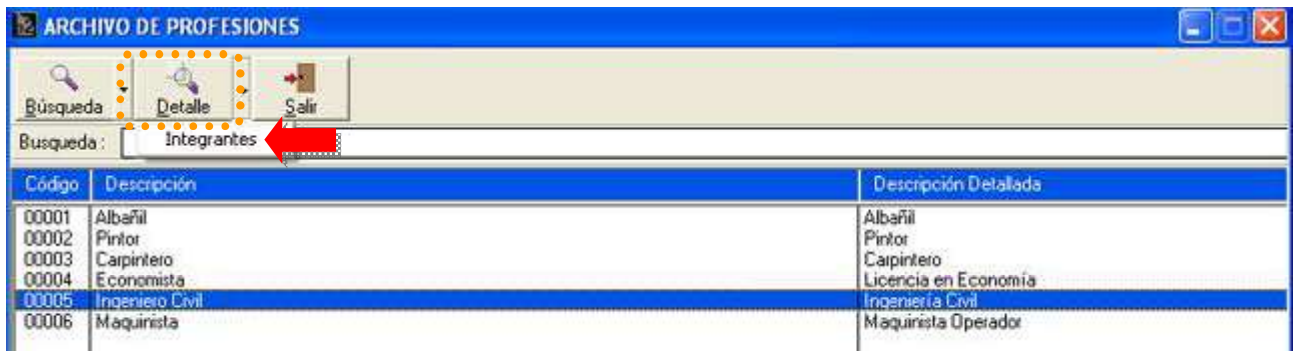 ARCHIVO DE PROFESIONES
Búsqueda Detalle Salir
Busqueda : Integrantes
Código Descripción Descripción Detallada
00001 Albañil Albañil
00002 Pintor Pintor
00003 Carpintero Carpintero
00004 Economista Licencia en Economía
00005 Ingeniero Civil Ingeniería Civil
00006 Maquinista Maquinista Operador